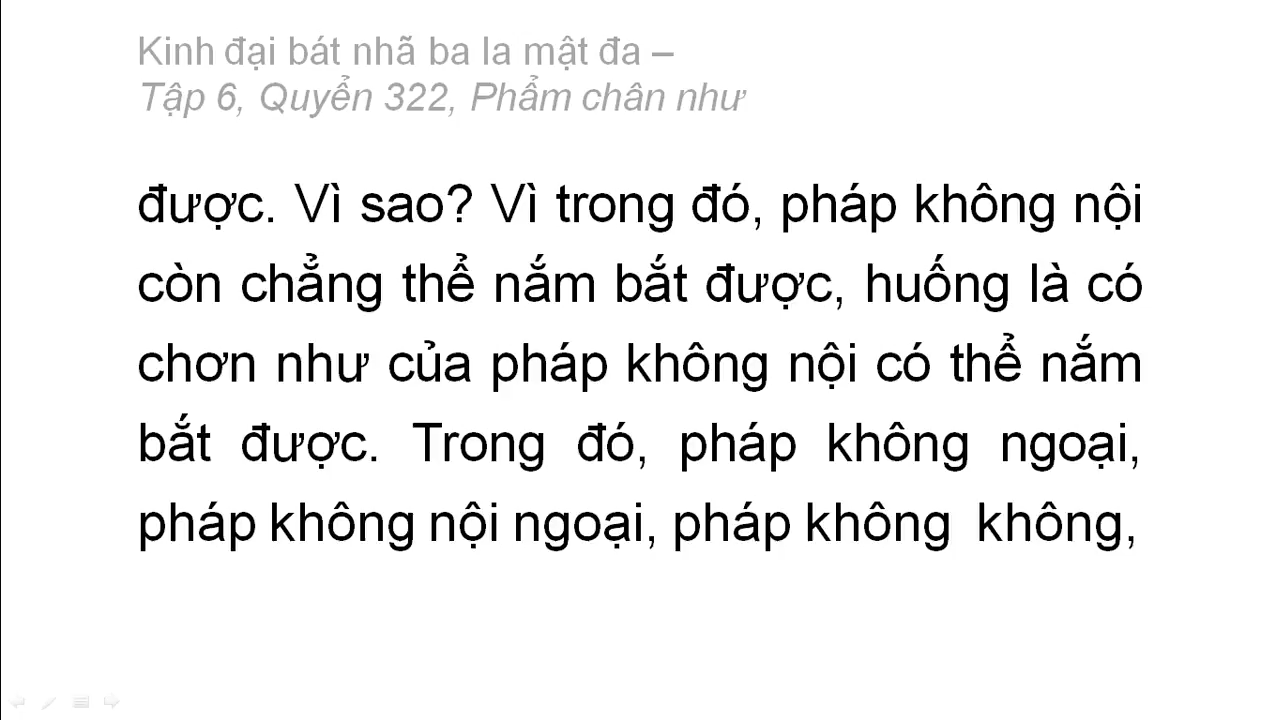 Kinh đại bát nhã ba la mật đa –
Tập 6, Quyển 322, Phẩm chân như
được. Vì sao? Vì trong đó, pháp không nội
còn chẳng thể nắm bắt được, huống là có
chơn như của pháp không nội có thể nắm
bắt được. Trong đó, pháp không ngoại,
pháp không nội ngoại, pháp không không,